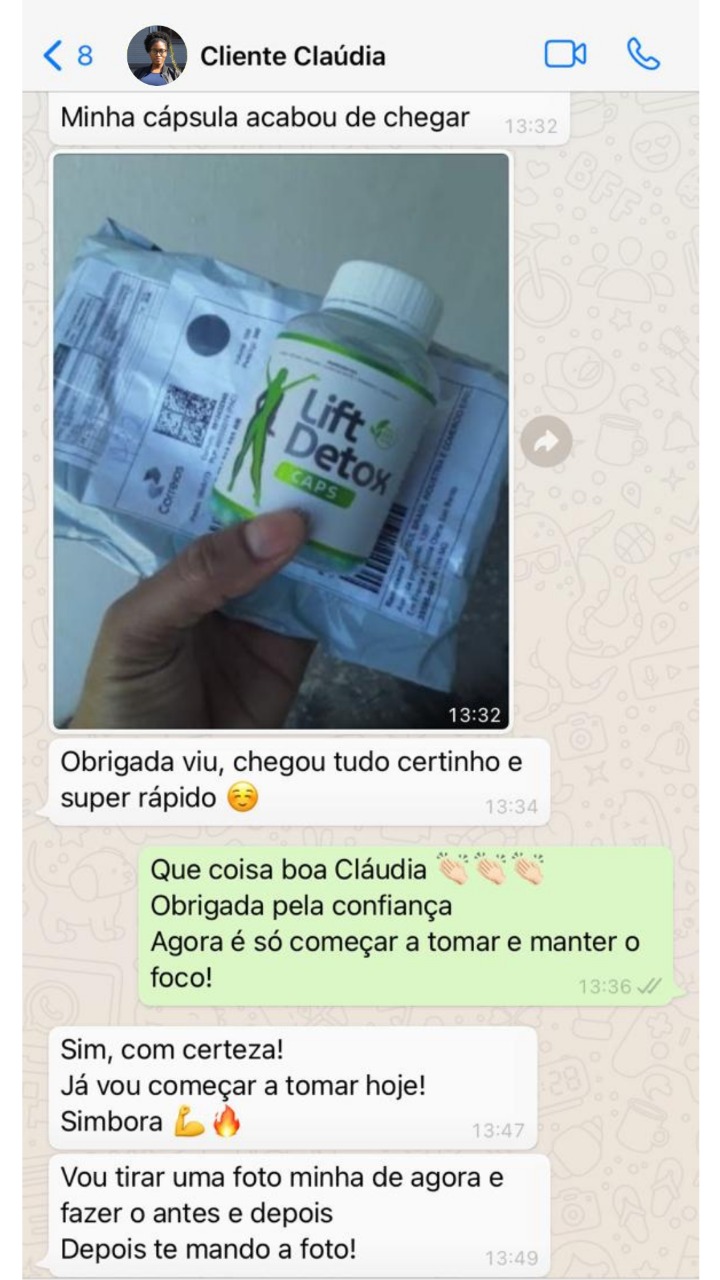 8
Cliente Claúdia
Minha cápsula acabou de chegar
13:32
Lift
Detox
CAPS
Correios
13:32
Obrigada viu, chegou tudo certinho e
super rápido ☺️
13:34
Que coisa boa Cláudia 👏🏻👏🏻👏🏻
Obrigada pela confiança
Agora é só começar a tomar e manter o
foco!
13:36
Sim, com certeza!
Já vou começar a tomar hoje!
Simbora 💪🔥
13:47
Vou tirar uma foto minha de agora e
fazer o antes e depois
Depois te mando a foto!
13:49